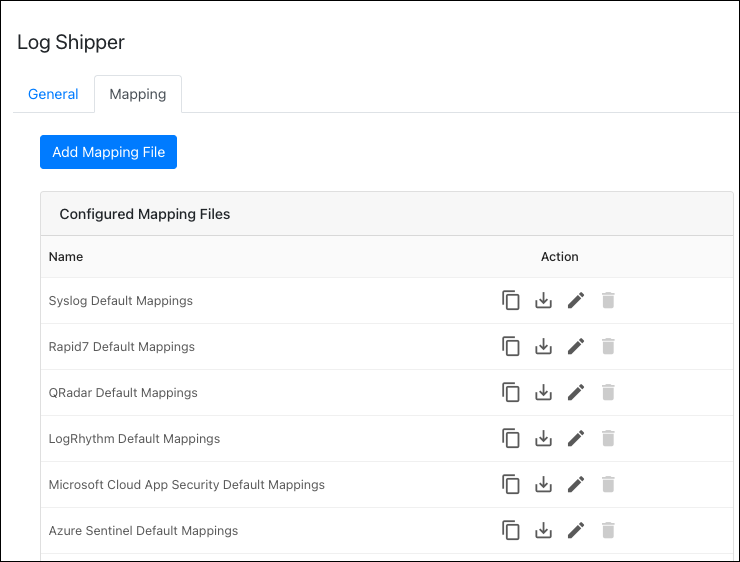 Log Shipper
General Mapping
Add Mapping File
Configured Mapping Files
Name Action
Syslog Default Mappings
Rapid7 Default Mappings
QRadar Default Mappings
LogRhythm Default Mappings
Microsoft Cloud App Security Default Mappings
Azure Sentinel Default Mappings